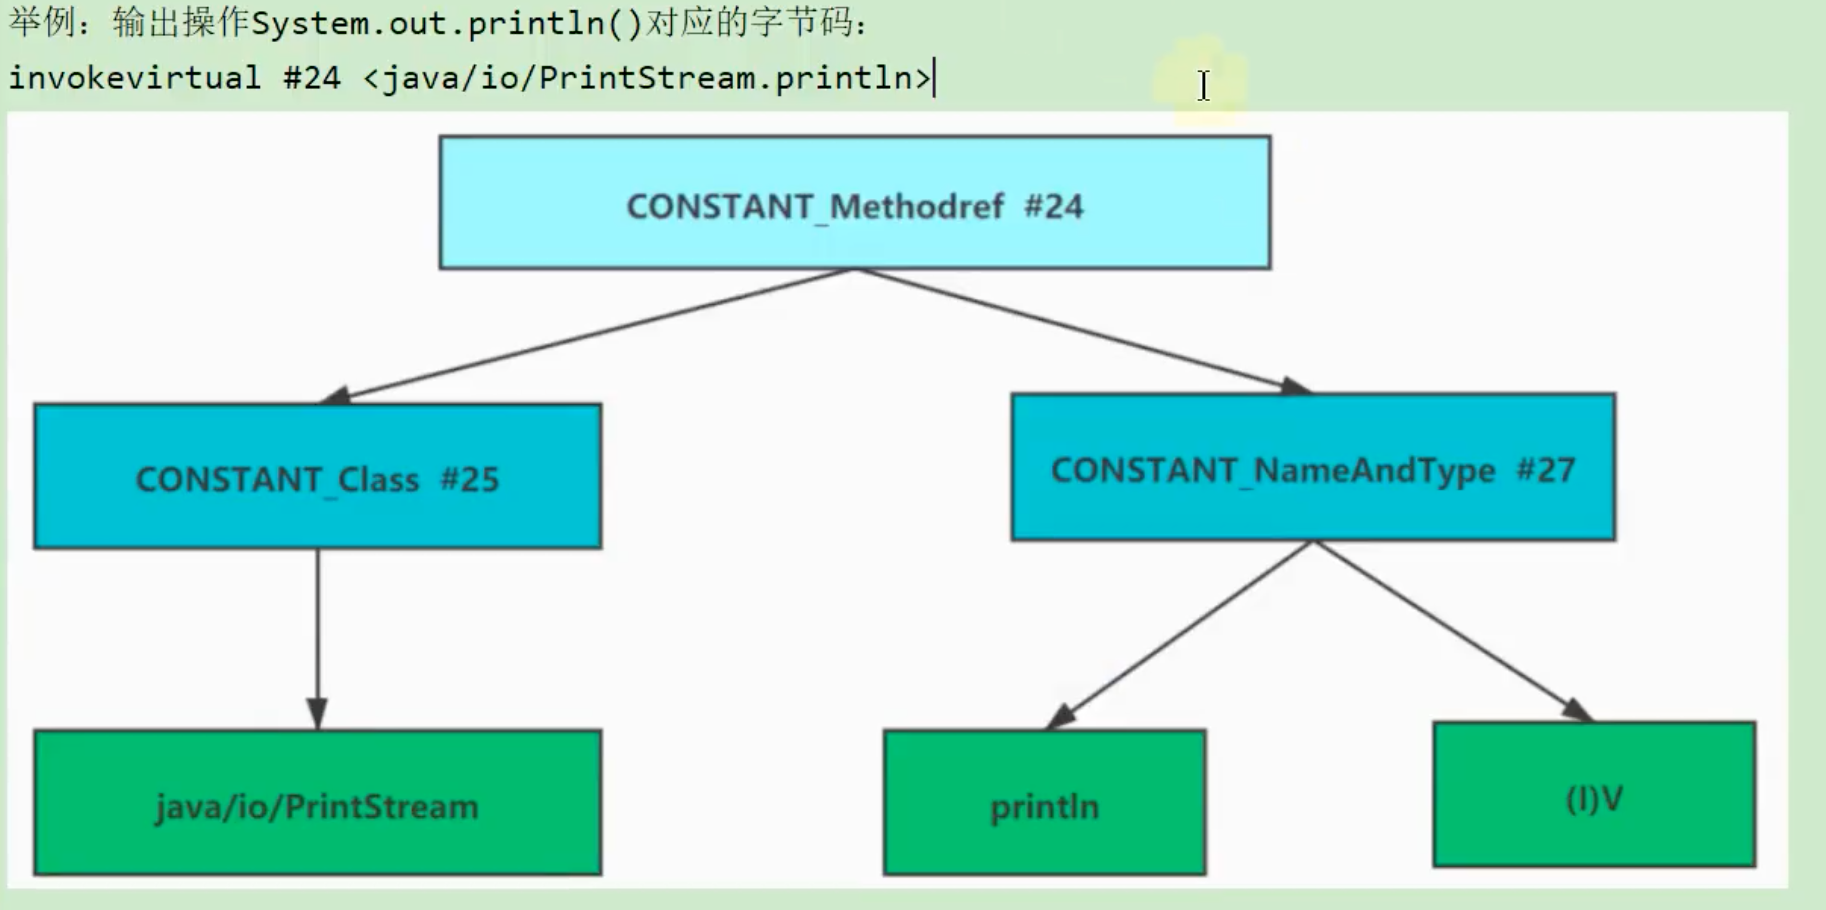 举例：输出操作System.out.println()对应的字节码：
invokevirtual #24 <java/io/PrintStream.println>
CONSTANT_Methodref #24
CONSTANT_Class #25
CONSTANT_NameAndType #27
java/io/PrintStream
println
(I)V